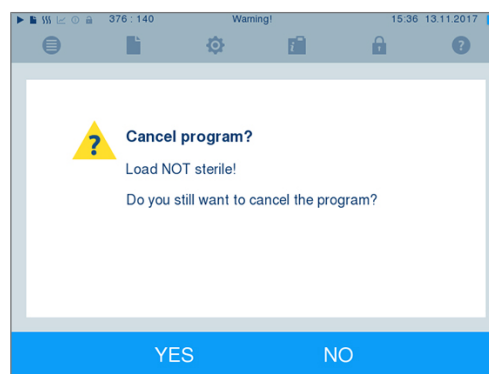 376 : 140 Warning! 15:36 13.11.2017
Cancel program?
Load NOT sterile!
Do you still want to cancel the program?
YES NO